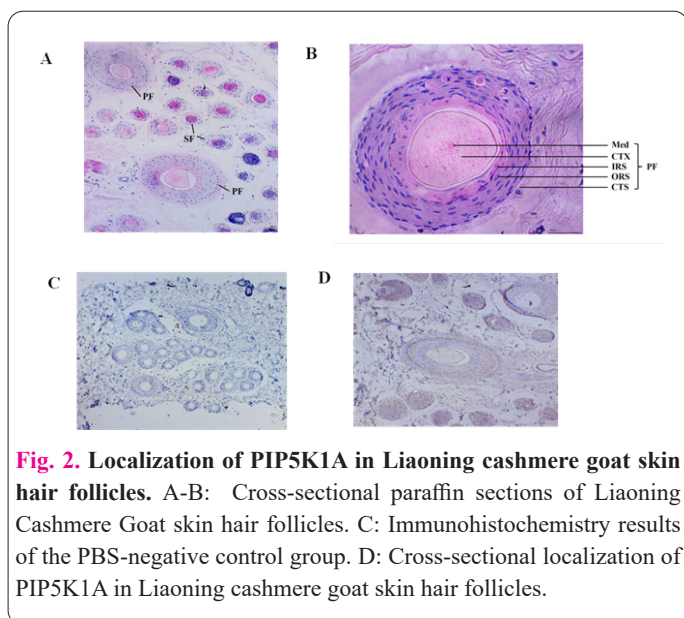 A
PF
SF
PF
B
Med
CTX
IRS
ORS
CTS
PF
C
D
Fig. 2. Localization of PIP5K1A in Liaoning cashmere goat skin
hair follicles. A-B: Cross-sectional paraffin sections of Liaoning
Cashmere Goat skin hair follicles. C: Immunohistochemistry results
of the PBS-negative control group. D: Cross-sectional localization of
PIP5K1A in Liaoning cashmere goat skin hair follicles.